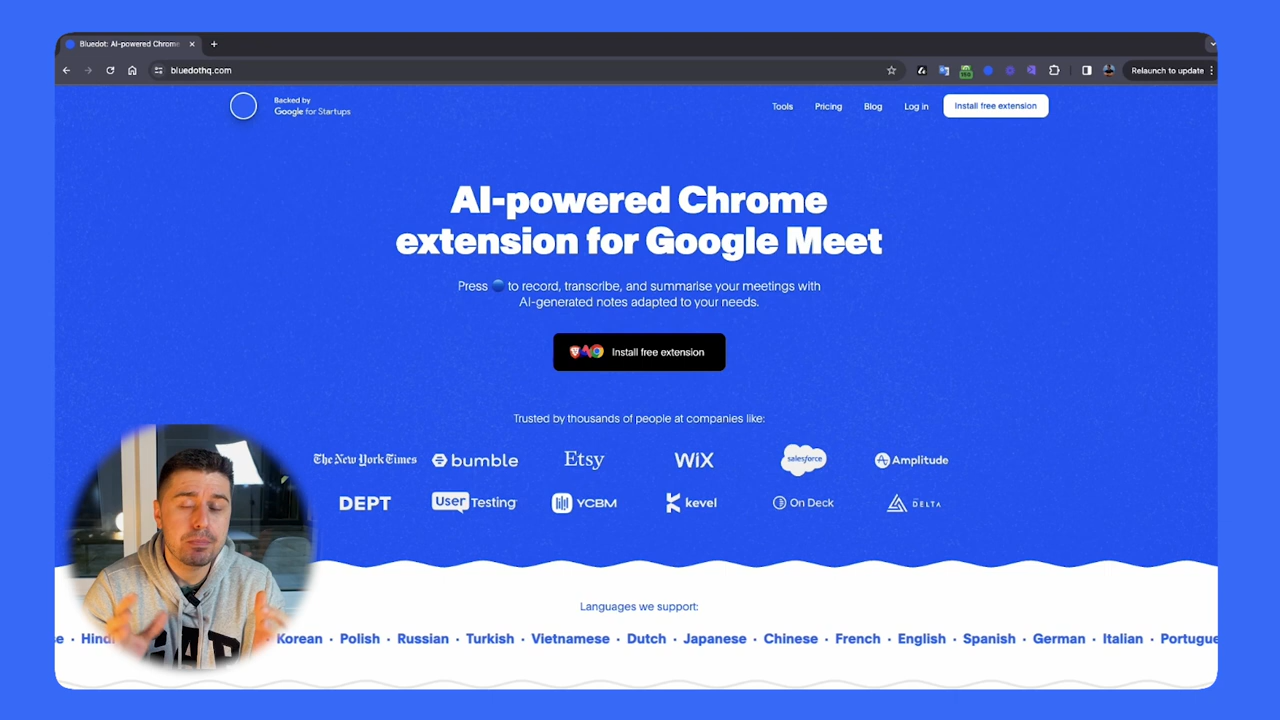 Bluedot: AI-powered Chrome
bluedothq.com
Relaunch to update
Backed by
Google for Startups
Tools
Pricing
Blog
Log in
Install free extension
AI-powered Chrome
extension for Google Meet
Press to record, transcribe, and summarise your meetings with
AI-generated notes adapted to your needs.
Install free extension
Trusted by thousands of people at companies like:
The New York Times
bumble
Etsy
WiX
salesforce
Amplitude
DEPT
UserTesting
YCBM
kevel
On Deck
DELTA
Languages we support:
e · Hindi · Korean · Polish · Russian · Turkish · Vietnamese · Dutch · Japanese · Chinese · French · English · Spanish · German · Italian · Portugue